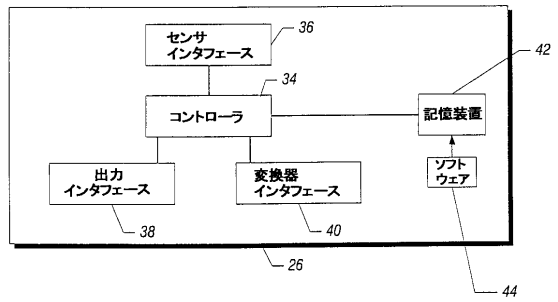 センサ
インタフェース
36
34
42
コントローラ
記憶装置
出力
インタフェース
変換器
インタフェース
ソフト
ウェア
38
40
26
44